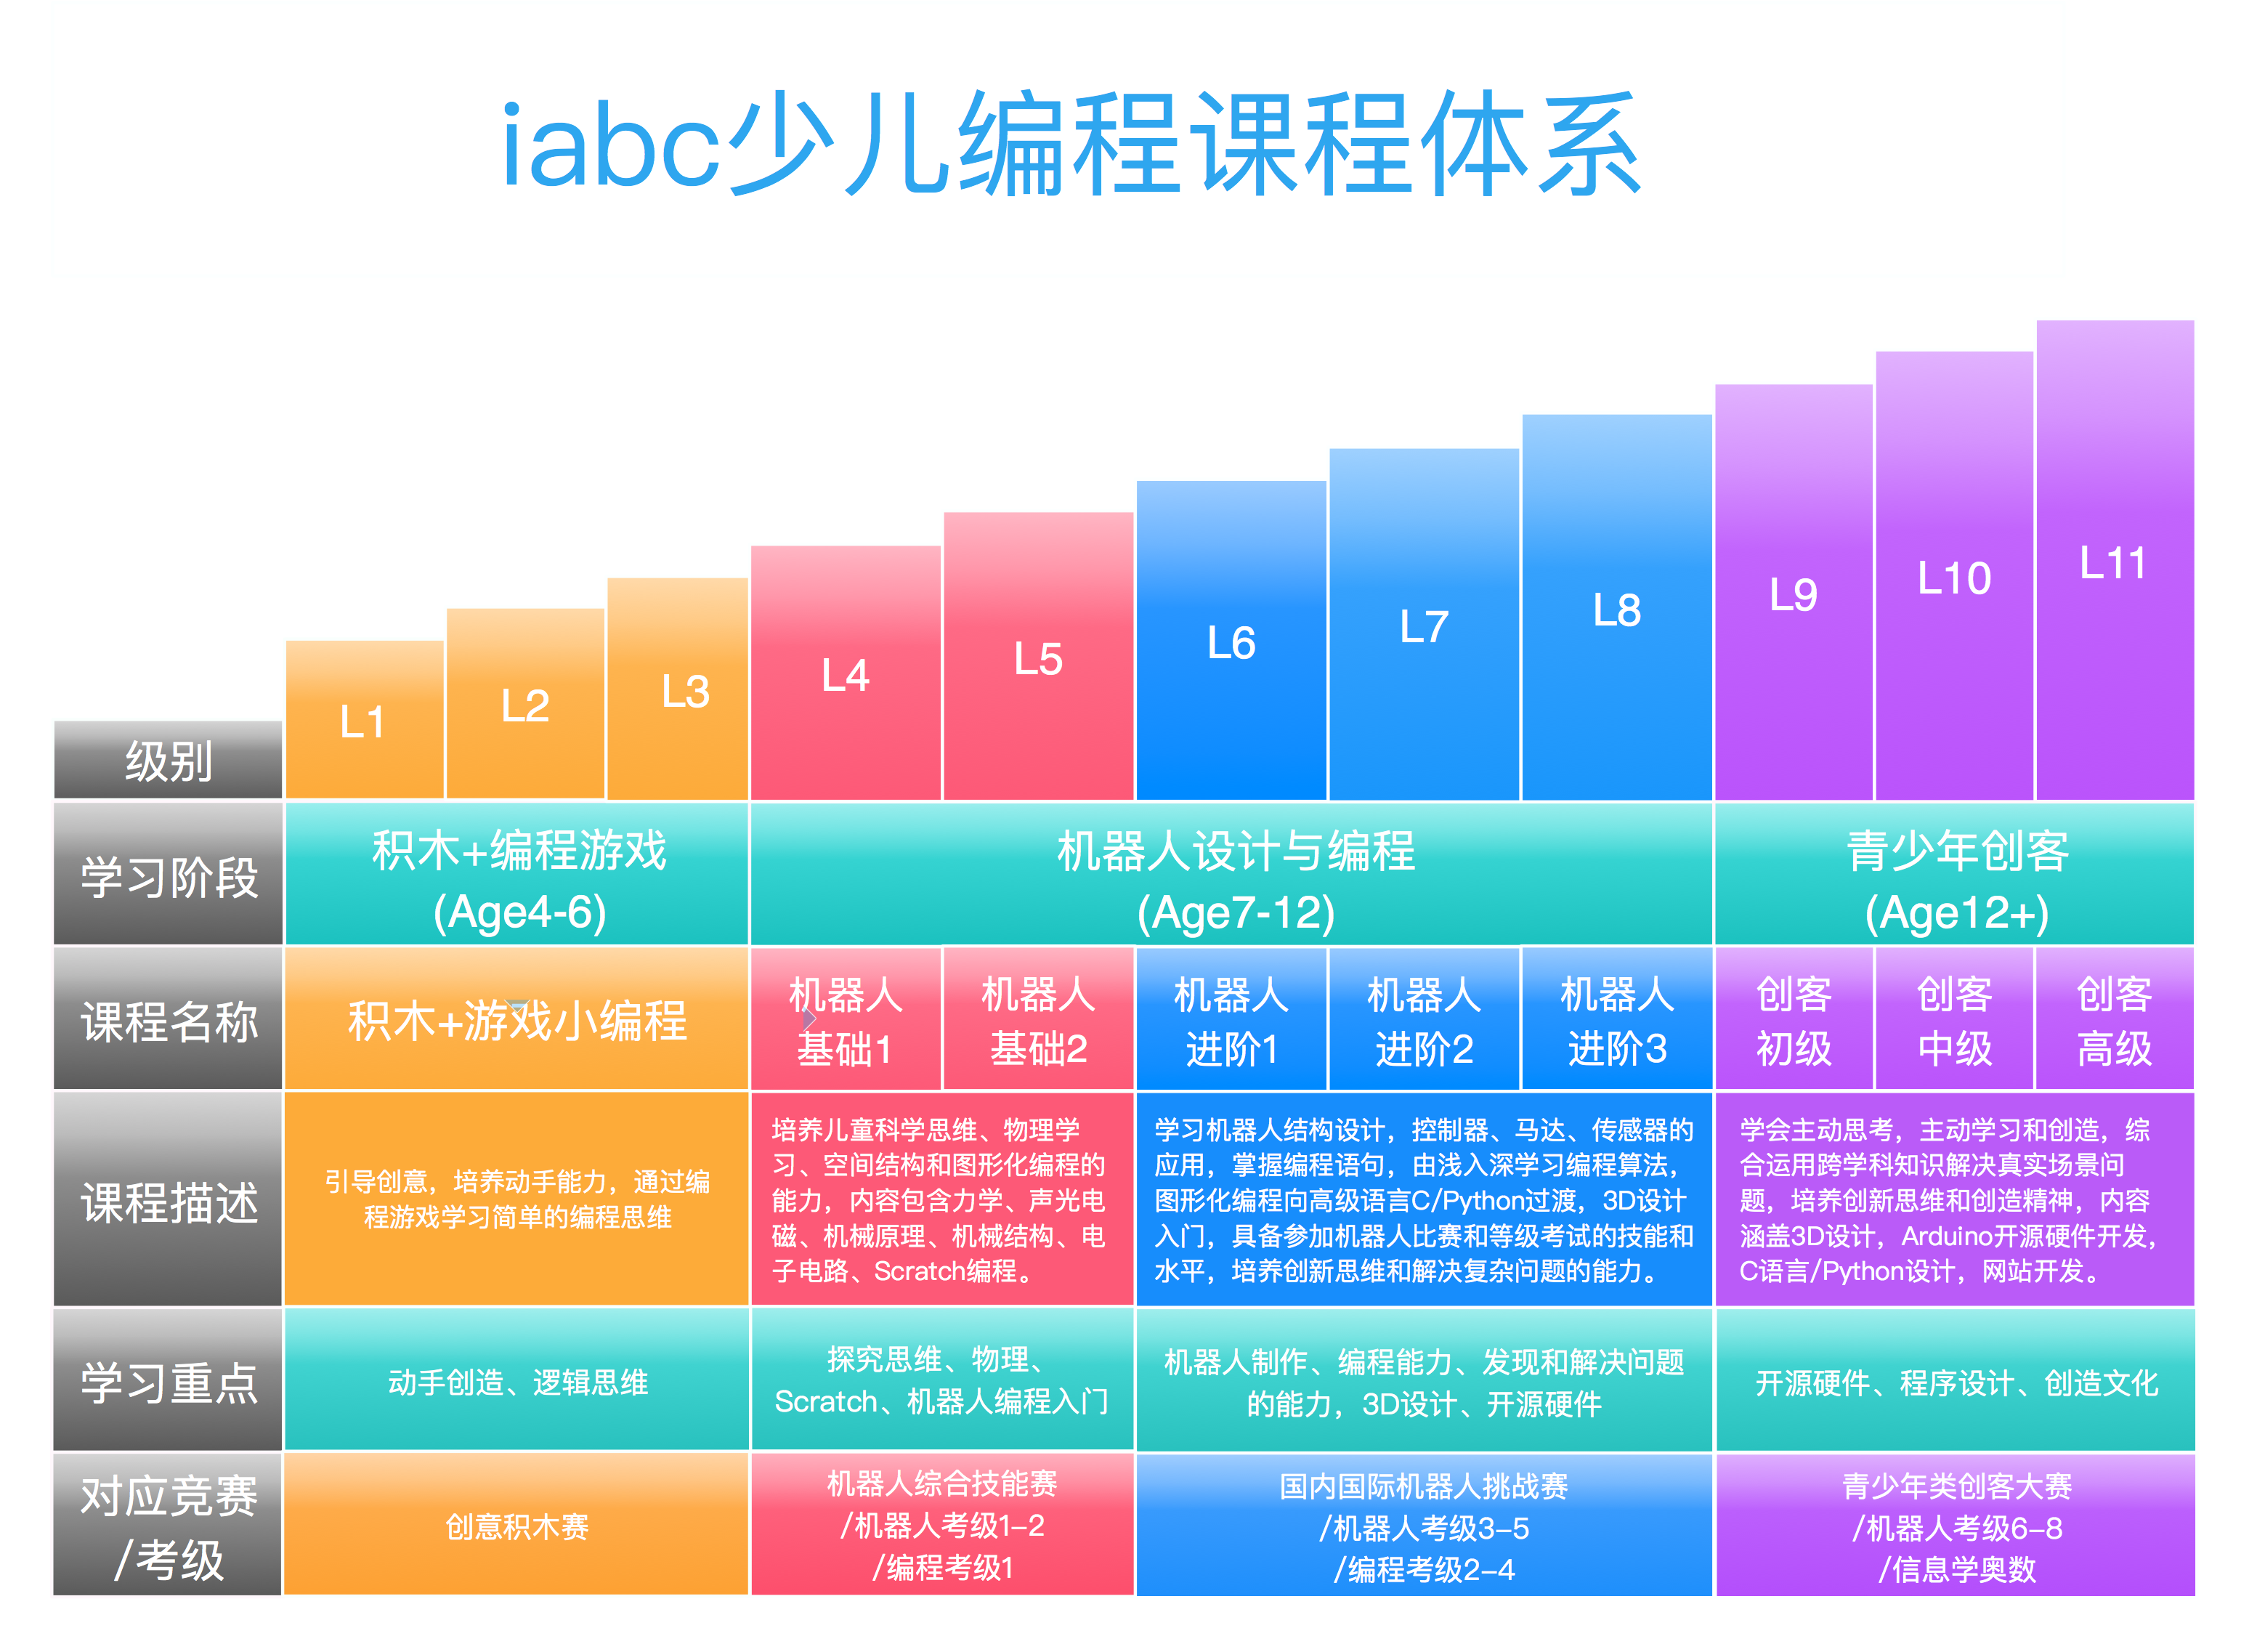 iabc少儿编程课程体系
级别
L1
L2
L3
L4
L5
L6
L7
L8
L9
L10
L11
学习阶段
积木+编程游戏
(Age4-6)
机器人设计与编程
(Age7-12)
青少年创客
(Age12+)
课程名称
积木+游戏小编程
机器人
基础1
机器人
基础2
机器人
进阶1
机器人
进阶2
机器人
进阶3
创客
初级
创客
中级
创客
高级
课程描述
引导创意，培养动手能力，通过编
程游戏学习简单的编程思维
培养儿童科学思维、物理学
习、空间结构和图形化编程的
能力，内容包含力学、声光电
磁、机械原理、机械结构、电
子电路、Scratch编程。
学习机器人结构设计，控制器、马达、传感器的
应用，掌握编程语句，由浅入深学习编程算法，
图形化编程向高级语言C/Python过渡，3D设计
入门，具备参加机器人比赛和等级考试的技能和
水平，培养创新思维和解决复杂问题的能力。
学会主动思考，主动学习和创造，综
合运用跨学科知识解决真实场景问
题，培养创新思维和创造精神，内容
涵盖3D设计，Arduino开源硬件开发，
C语言/Python设计，网站开发。
学习重点
动手创造、逻辑思维
探究思维、物理、
Scratch、机器人编程入门
机器人制作、编程能力、发现和解决问题
的能力，3D设计、开源硬件
开源硬件、程序设计、创造文化
对应竞赛
/考级
创意积木赛
机器人综合技能赛
/机器人考级1-2
/编程考级1
国内国际机器人挑战赛
/机器人考级3-5
/编程考级2-4
青少年类创客大赛
/机器人考级6-8
/信息学奥数